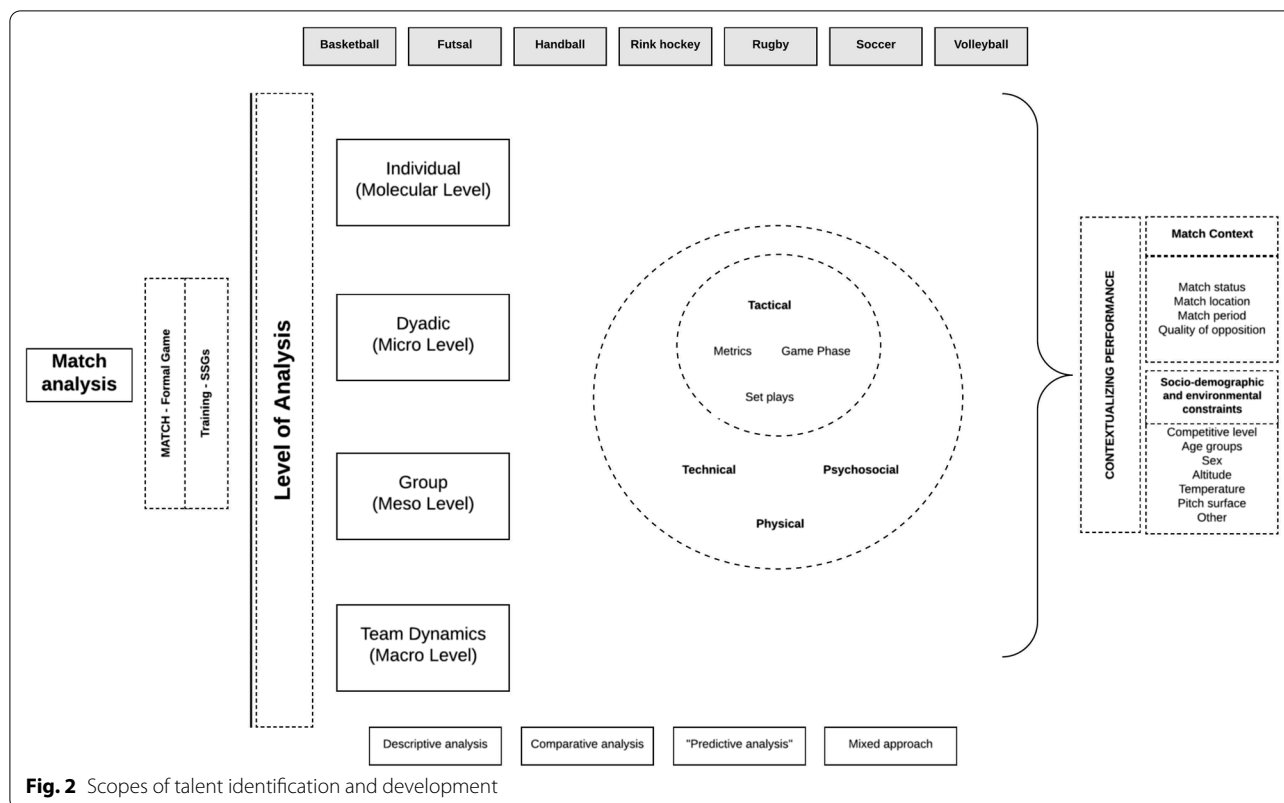 Basketball
Futsal
Handball
Rink hockey
Rugby
Soccer
Volleyball
Match
analysis
MATCH - Formal Game
Training - SSGs
Level of Analysis
Individual
(Molecular Level)
Dyadic
(Micro Level)
Group
(Meso Level)
Team Dynamics
(Macro Level)
Tactical
Metrics Game Phase
Set plays
Technical Psychosocial
Physical
CONTEXTUALIZING PERFORMANCE
Match Context
Match status
Match location
Match period
Quality of opposition
Socio-demographic
and environmental
constraints
Competitive level
Age groups
Sex
Altitude
Temperature
Pitch surface
Other
Descriptive analysis
Comparative analysis
"Predictive analysis"
Mixed approach
Fig. 2 Scopes of talent identification and development